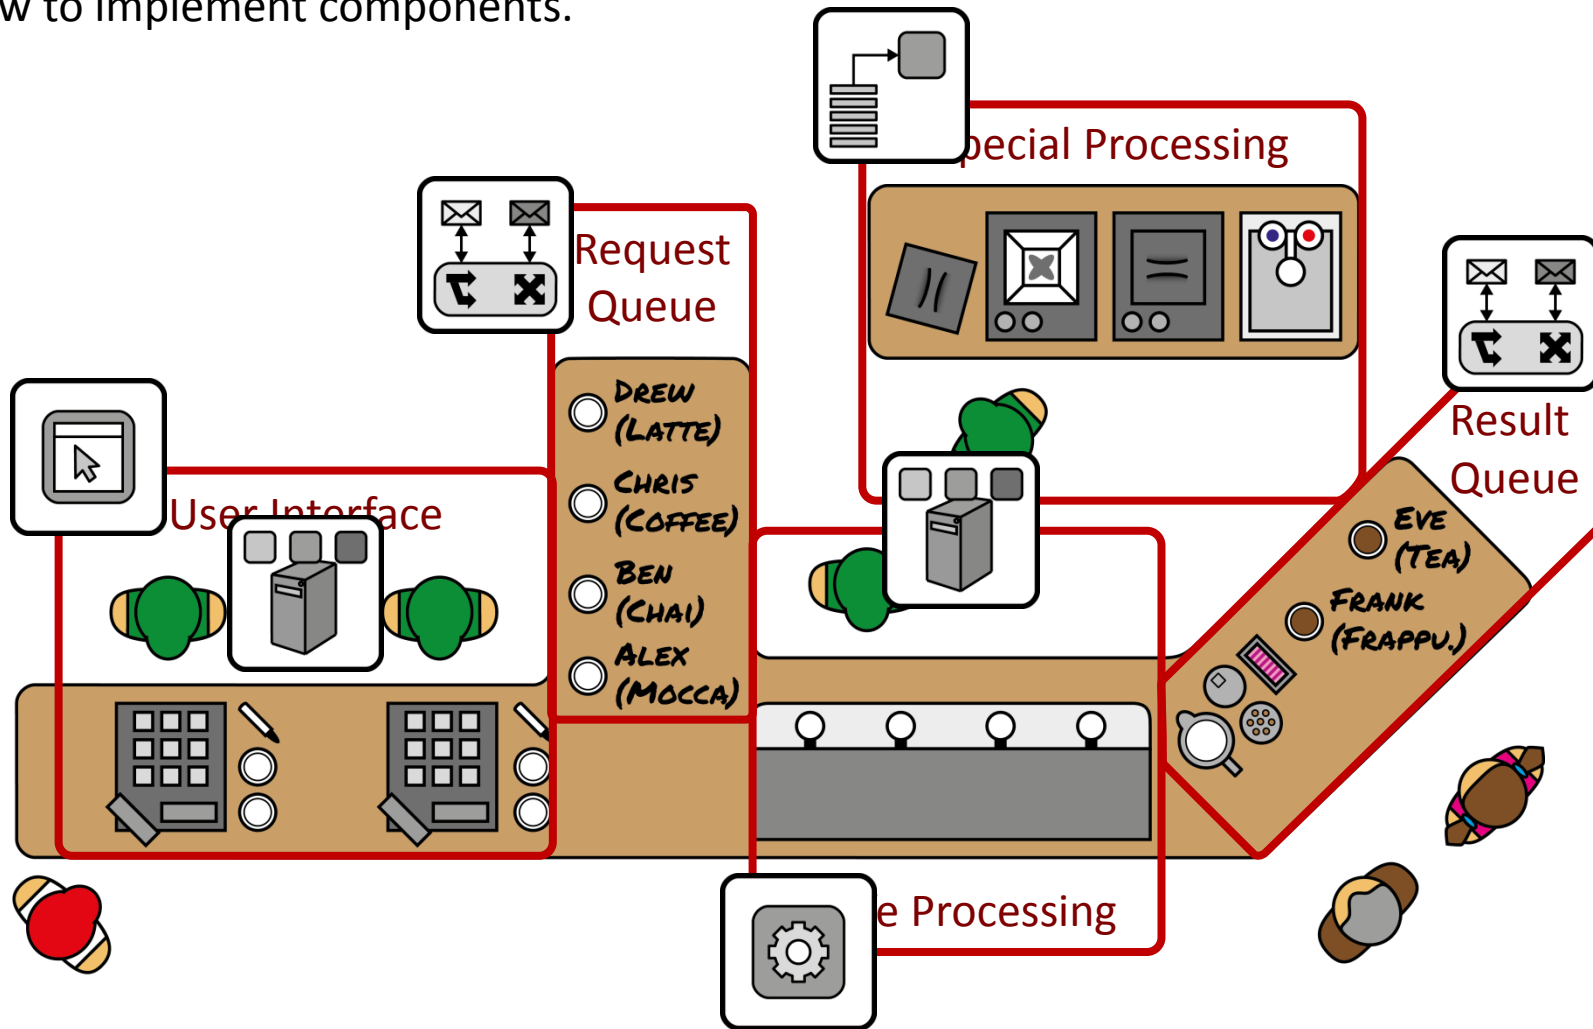 w to implement components.
pecial Processing
Request
Queue
DREW
(LATTE)
CHRIS
(COFFEE)
BEN
(CHAI)
ALEX
(MOCCA)
Result
Queue
EVE
(TEA)
FRANK
(FRAPPU.)
User Interface
e Processing